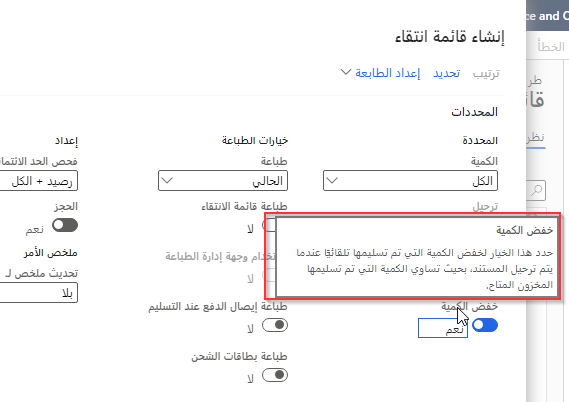 ce and O
الخطأ
إنشاء قائمة انتقاء
ترتيب تحديد إعداد الطابعة
طر
قائ
نظر
المحددات
المحددة
الكمية
الكل
ترحيل
خفض الكمية
حدد هذا الخيار لخفض الكمية التي تم تسليمها تلقائيًا عندما
يتم ترحيل المستند، بحيث تساوي الكمية التي تم تسليمها
المخزون المتاح.
خفض الكمية
نعم
خيارات الطباعة
طباعة
الحالي
طباعة قائمة الانتقاء
لا
خدام وجهة إدارة الطباعة
لا
طباعة إيصال الدفع عند التسليم
لا
طباعة بطاقات الشحن
لا
إعداد
فحص الحد الائتما
رصيد + الكل
الحجز
نعم
ملخص الأمر
تحديث ملخص لـ
بلا